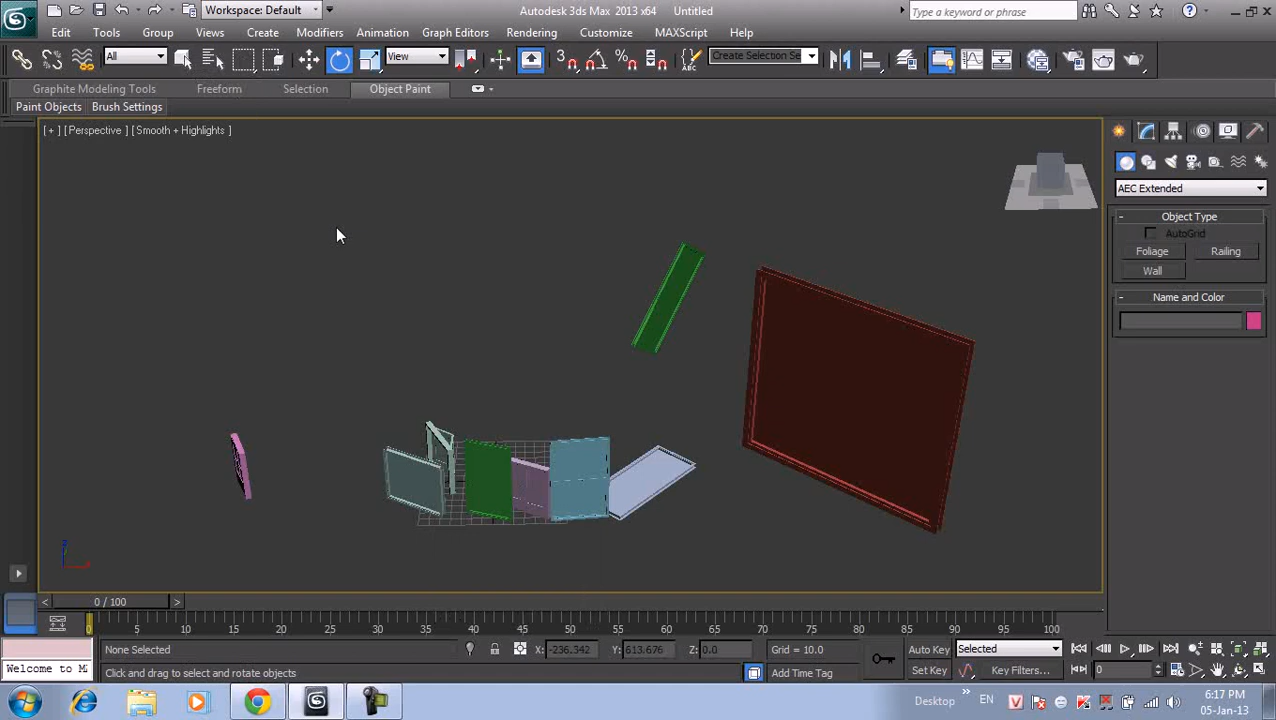 Workspace: Default
Autodesk 3ds Max 2013 x64
Untitled
Type a keyword or phrase
Edit Tools Group Views Create Modifiers Animation Graph Editors Rendering Customize MAXScript Help
All
View
3
Create Selection Se
Graphite Modeling Tools
Freeform
Selection
Object Paint
Paint Objects Brush Settings
[ + ] [ Perspective ] [ Smooth + Highlights ]
AEC Extended
- Object Type
AutoGrid
Foliage Railing
Wall
- Name and Color
< 0 / 100 >
0 5 10 15 20 25 30 35 40 45 50 55 60 65 70 75 80 85 90 95 100
None Selected
X: -236.342 Y: 613.676 Z: 0.0
Grid = 10.0
Auto Key Selected
Welcome to M
Click and drag to select and rotate objects
Add Time Tag
Set Key
Key Filters...
0
Desktop
EN
6:17 PM
05-Jan-13